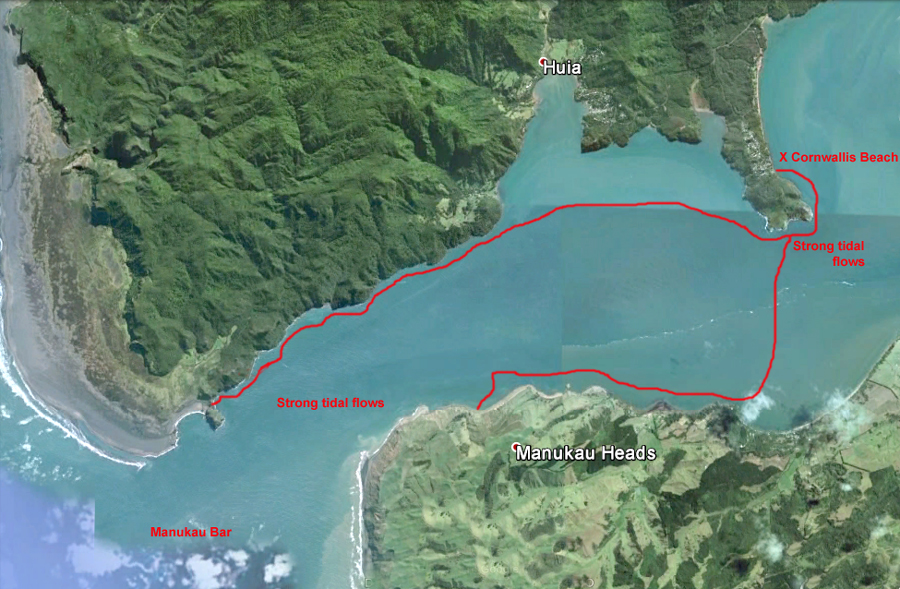 Huia
X Cornwallis Beach
Strong tidal
flows
Strong tidal flows
Manukau Heads
Manukau Bar